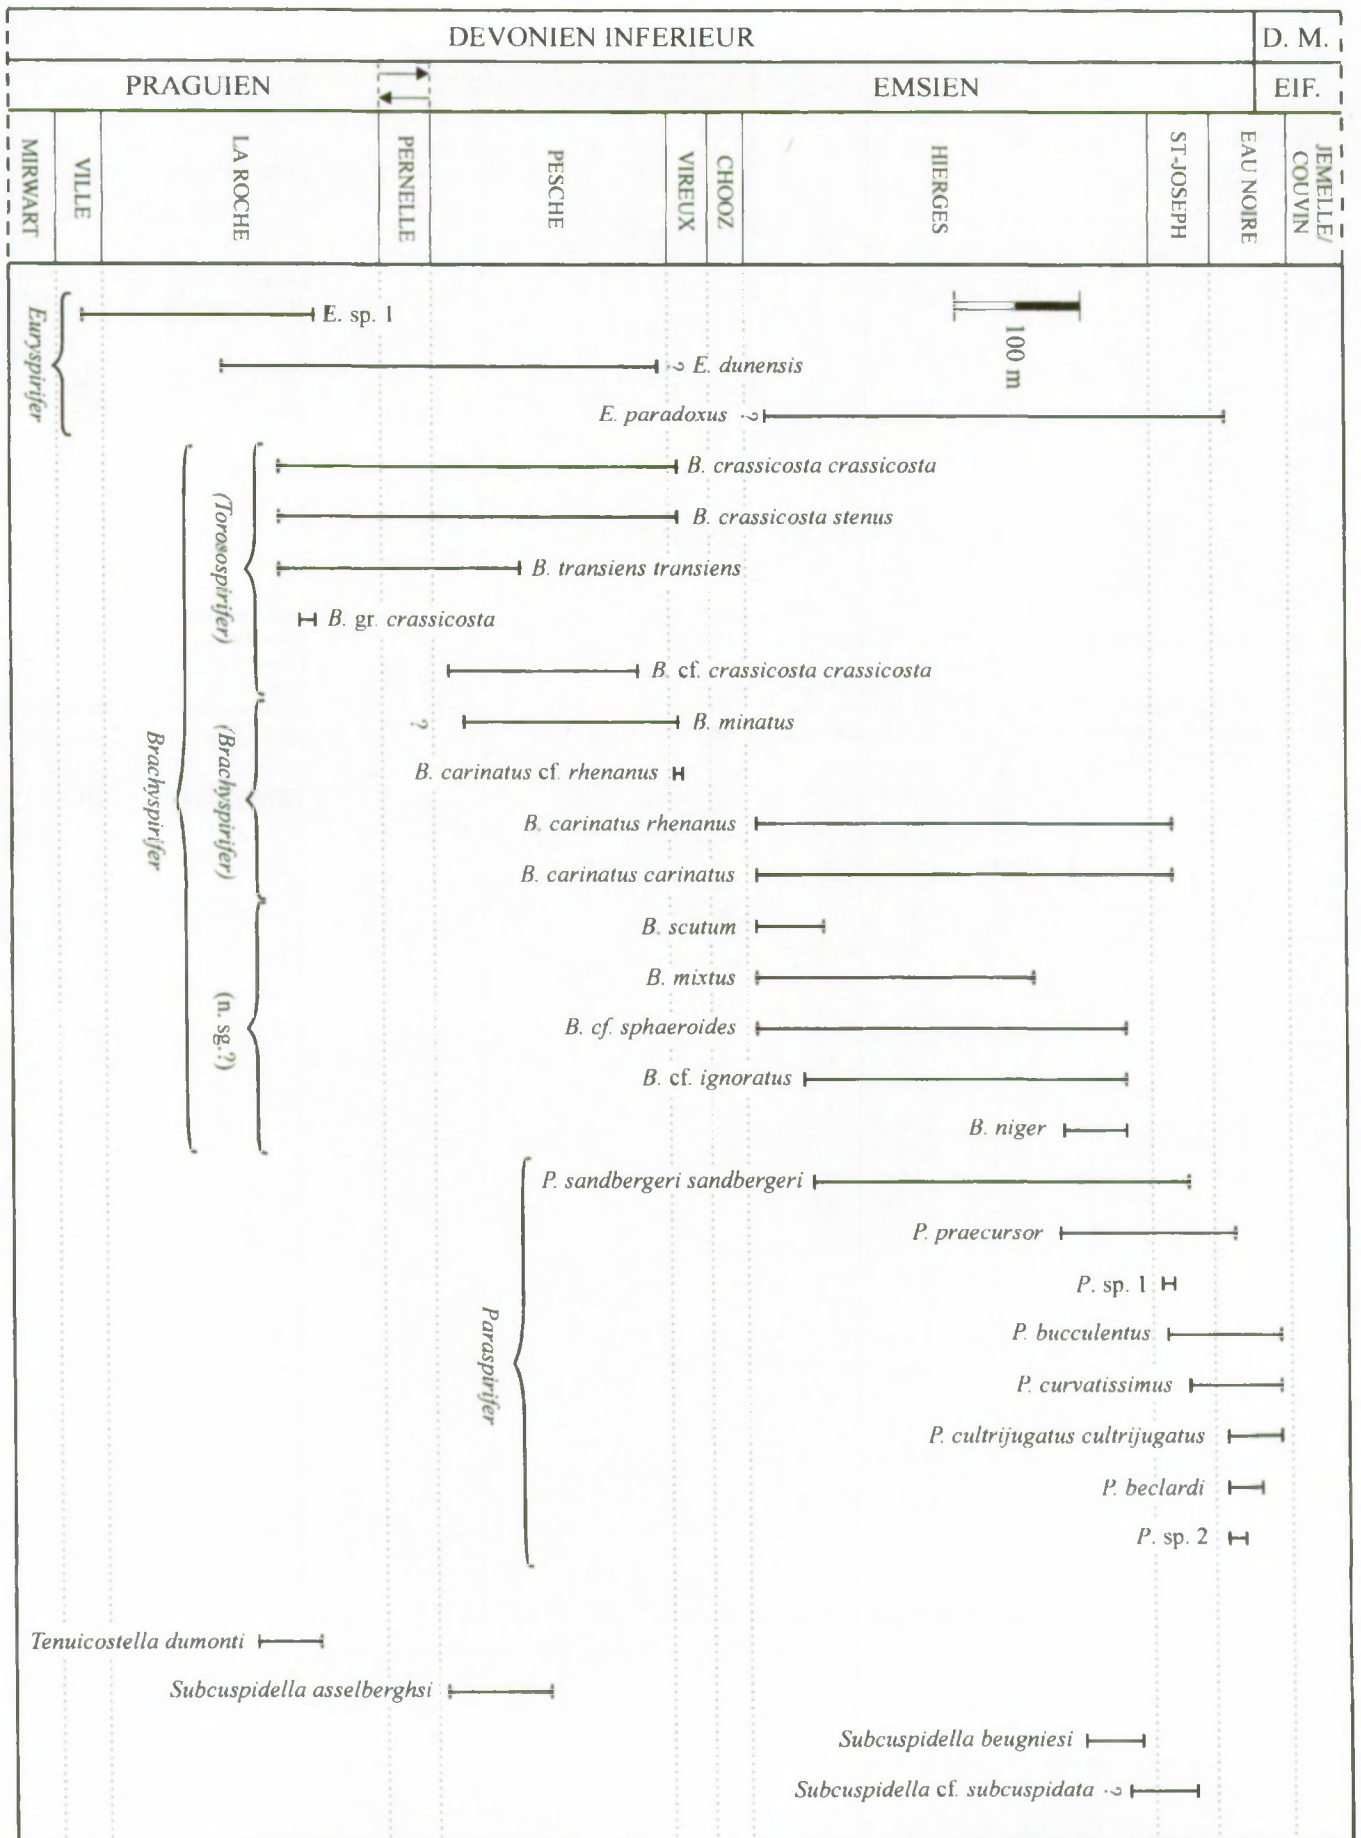 DEVONIEN INFERIEUR
D. M.
PRAGUIEN
EMSIEN
EIF.
MIRWART
VILLE
LA ROCHE
PERNELLE
PESCHE
VIREUX
CHOOZ
HIERGES
ST-JOSEPH
EAU NOIRE
JEMELLE/
COUVIN
100 m
Euryspirifer
E. sp. 1
? E. dunensis
E. paradoxus ?
Brachyspirifer
(Torosospirifer)
B. crassicosta crassicosta
B. crassicosta stenus
B. transiens transiens
B. gr. crassicosta
B. cf. crassicosta crassicosta
(Brachyspirifer)
? B. minatus
B. carinatus cf. rhenanus
B. carinatus rhenanus
B. carinatus carinatus
(n. sg.?)
B. scutum
B. mixtus
B. cf. sphaeroides
B. cf. ignoratus
B. niger
Paraspirifer
P. sandbergeri sandbergeri
P. praecursor
P. sp. 1
P. bucculentus
P. curvatissimus
P. cultrijugatus cultrijugatus
P. beclardi
P. sp. 2
Tenuicostella dumonti
Subcuspidella asselberghsi
Subcuspidella beugniesi
Subcuspidella cf. subcuspidata ?